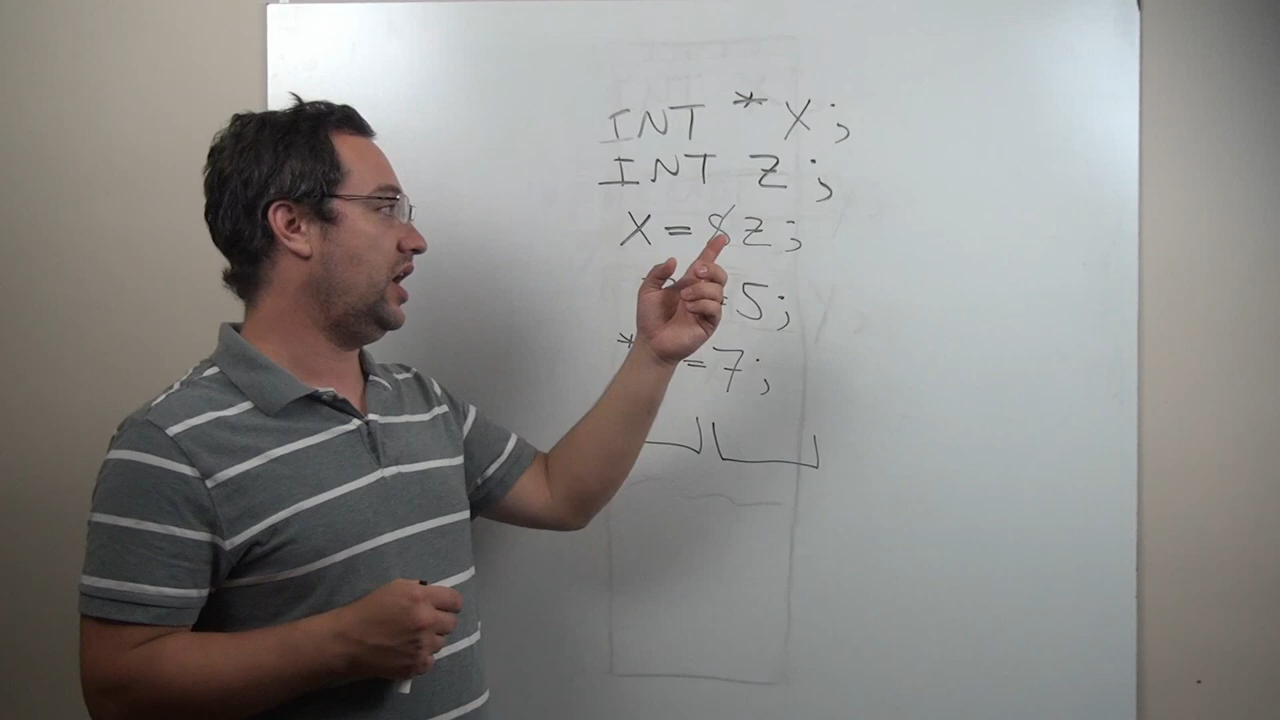 INT * X;
INT Z;
X = &Z;
5;
* = 7;